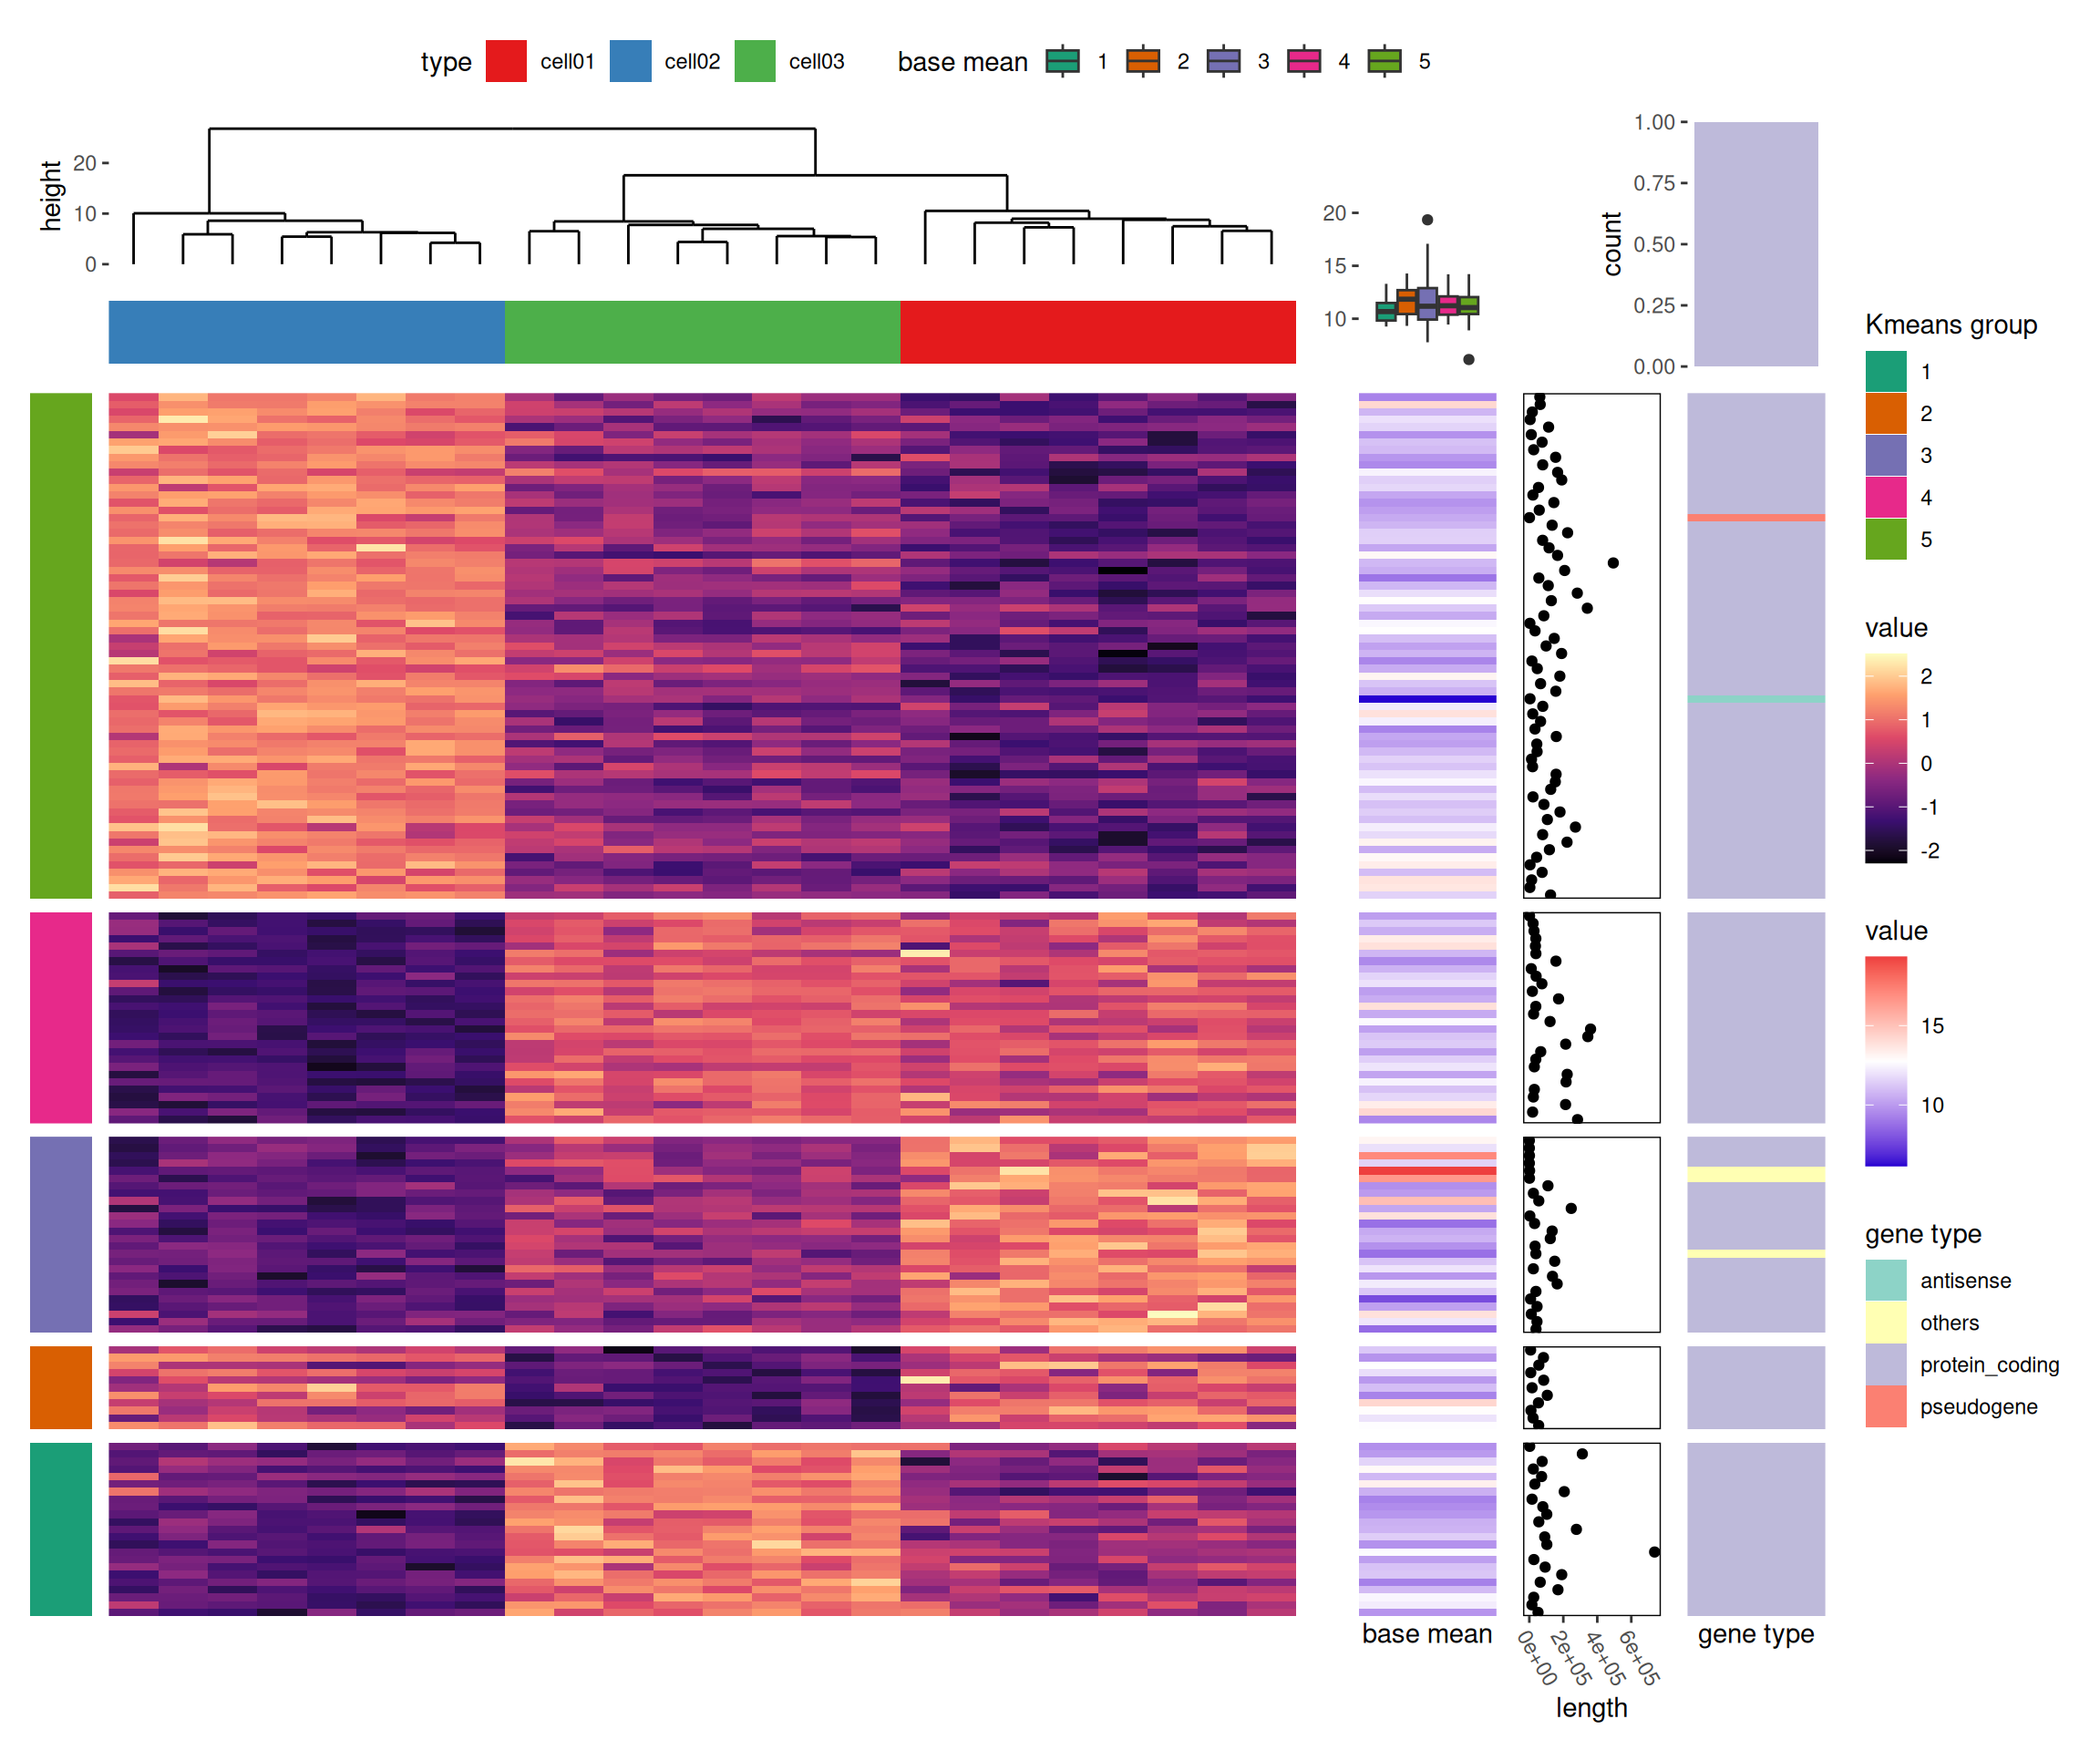 type cell01 cell02 cell03 base mean 1 2 3 4 5
height
20
10
0
20
15
10
count
1.00
0.75
0.50
0.25
0.00
Kmeans group
1
2
3
4
5
value
2
1
0
-1
-2
value
15
10
gene type
antisense
others
protein_coding
pseudogene
base mean
0e+00 2e+05 4e+05 6e+05
length
gene type